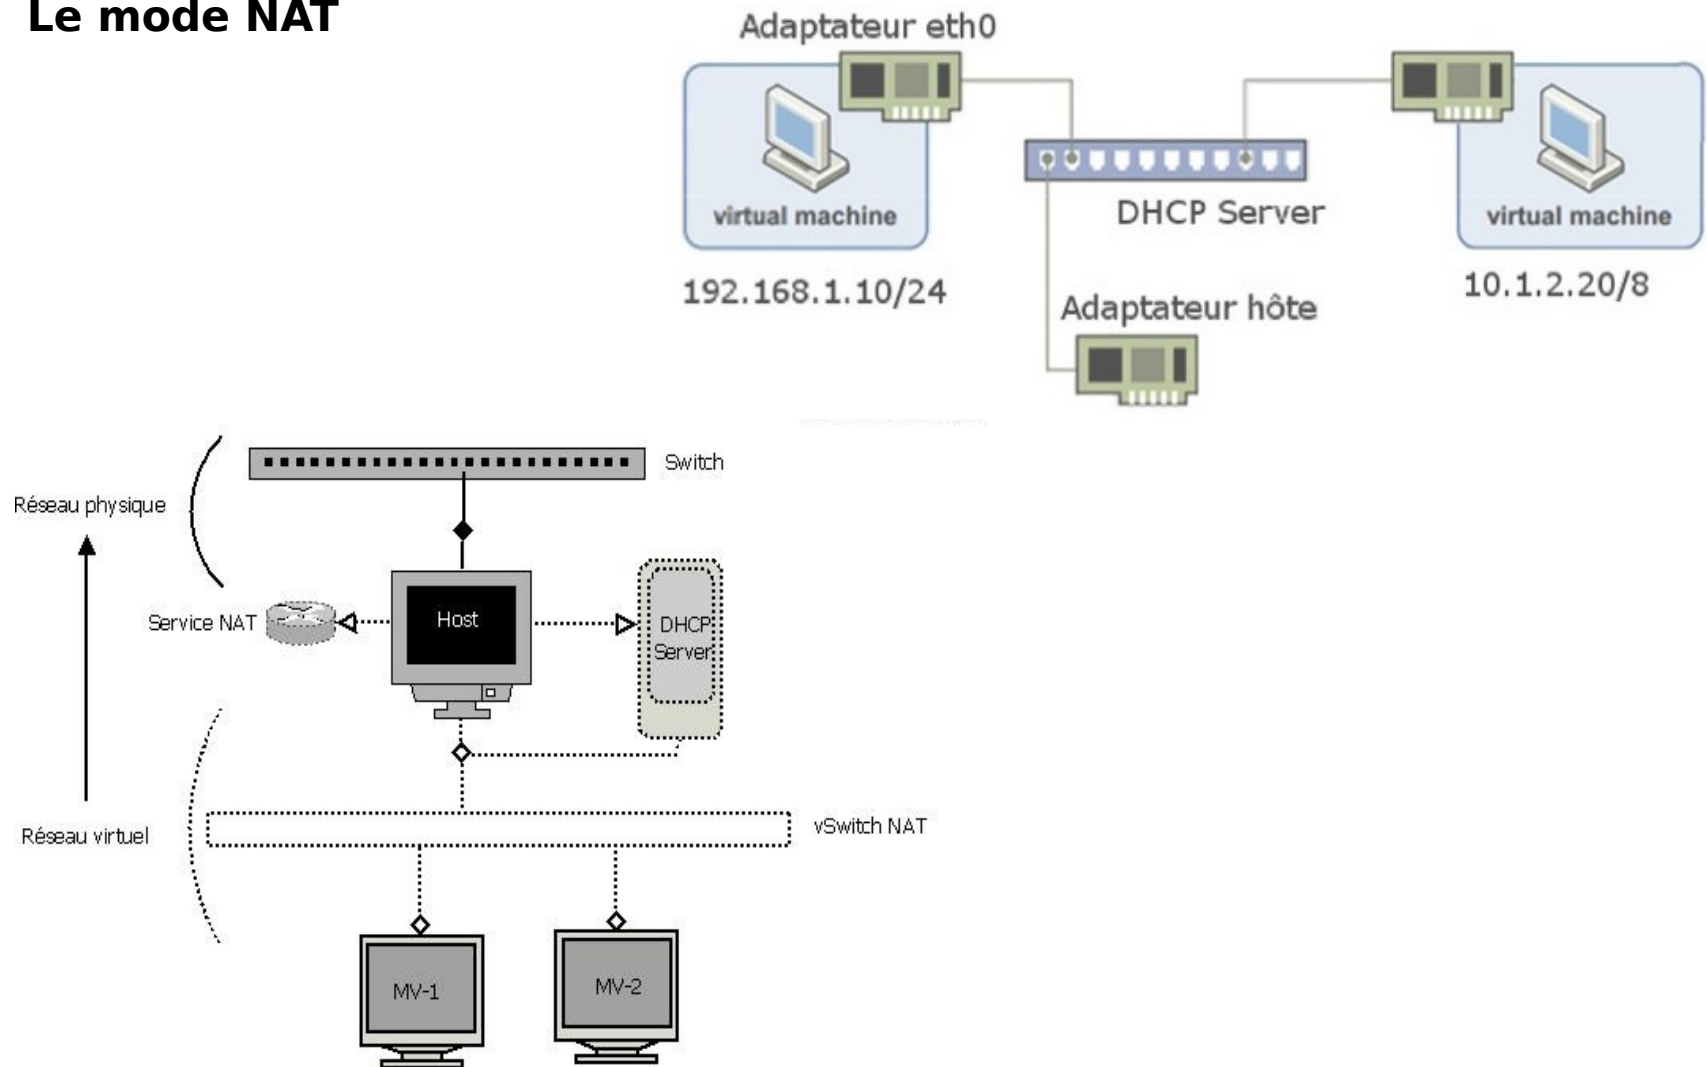 Le mode NAT
Adaptateur eth0
virtual machine
DHCP Server
virtual machine
192.168.1.10/24
10.1.2.20/8
Adaptateur hôte
Switch
Réseau physique
Service NAT
Host
DHCP
Server
Réseau virtuel
vSwitch NAT
MV-1
MV-2